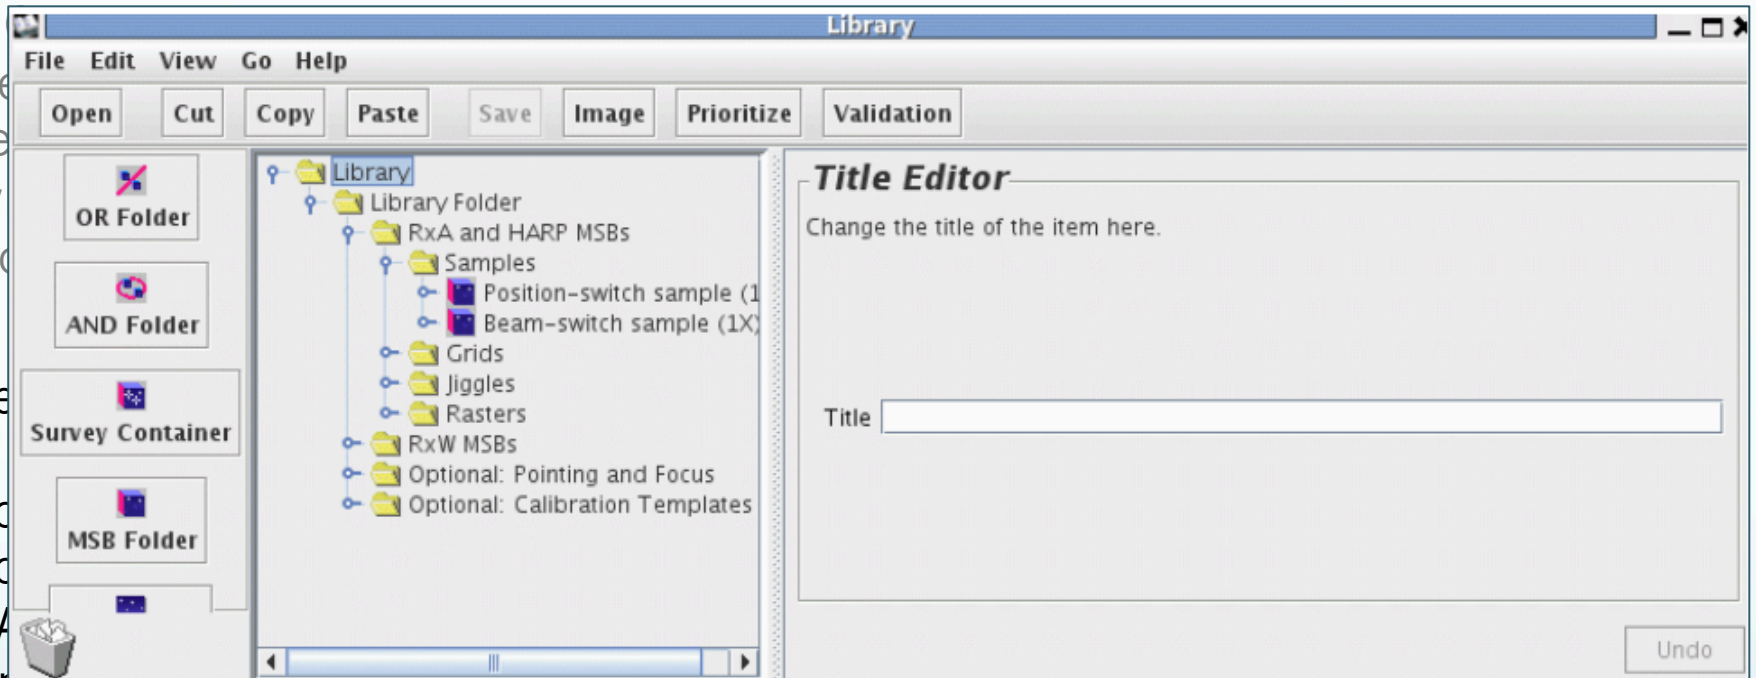 Library
File Edit View Go Help
Open Cut Copy Paste Save Image Prioritize Validation
OR Folder
AND Folder
Survey Container
MSB Folder
Library
Library Folder
RxA and HARP MSBs
Samples
Position-switch sample (1
Beam-switch sample (1X)
Grids
Jiggles
Rasters
RxW MSBs
Optional: Pointing and Focus
Optional: Calibration Templates
Title Editor
Change the title of the item here.
Title
Undo